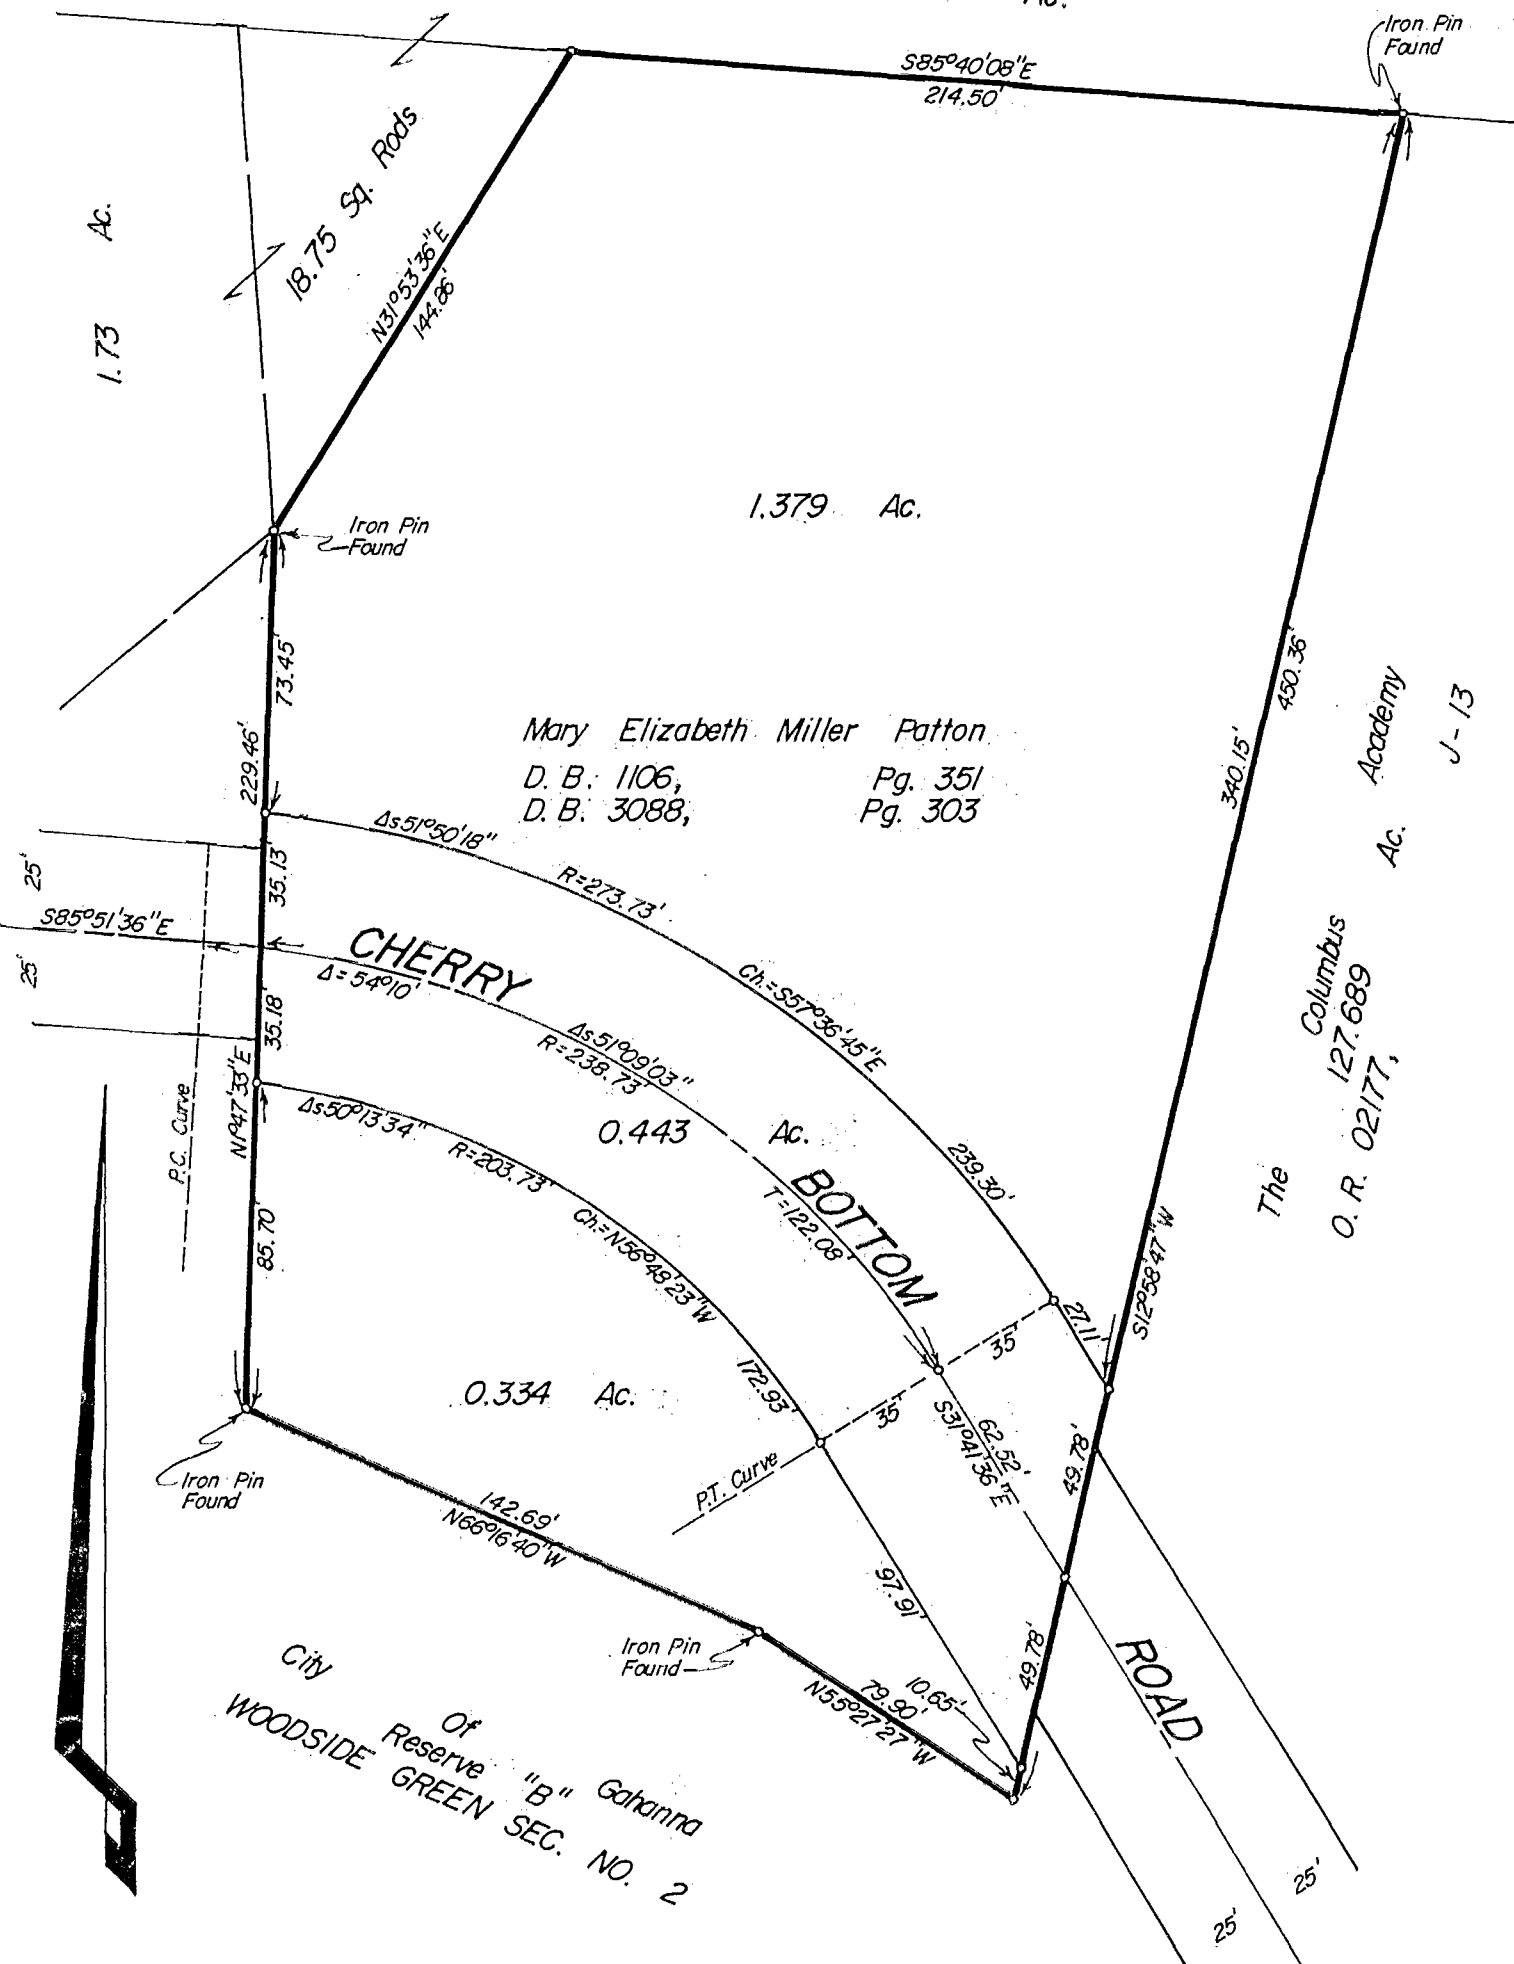 Ac.
Iron Pin
Found
S85°40'08"E
214.50'
18.75 Sq. Rods
1.73 Ac.
N31°53'36"E
144.86'
1.379 Ac.
Iron Pin
Found
73.45'
229.46'
450.36'
340.15'
Mary Elizabeth Miller Patton
D. B. 1106, Pg. 351
D. B. 3088, Pg. 303
The Columbus Academy
127.689 Ac.
O. R. 02177, J-13
Δs51°50'18"
R=273.73'
Ch.=S57°36'45"E
239.30'
25'
S85°51'36"E
25'
35.13'
35.18'
CHERRY
Δ=54°10'
Δs51°09'03"
R=238.73'
T=122.08'
BOTTOM
0.443 Ac.
N1°47'33"E
P.C. Curve
Δs50°13'34"
R=203.73'
Ch.=N56°48'23"W
172.93'
85.70'
27.11'
S12°58'47"W
35'
35'
P.T. Curve
62.52'
S31°41'36"E
49.78'
0.334 Ac.
Iron Pin
Found
142.69'
N66°16'40"W
97.91'
49.78'
Iron Pin
Found
10.65'
79.90'
N55°27'27"W
ROAD
City Of Gahanna
Reserve "B"
WOODSIDE GREEN SEC. NO. 2
25'
25'